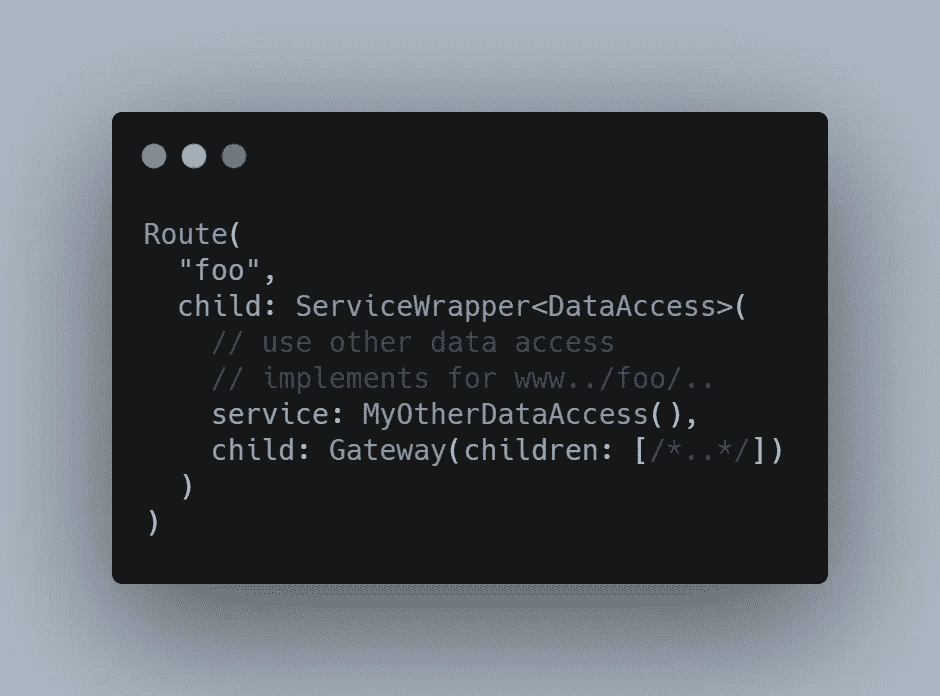 Route(
"foo",
child: ServiceWrapper<DataAccess>(
// use other data access
// implements for www../foo/..
service: MyOtherDataAccess(),
child: Gateway(children: [/*..*/])
)
)